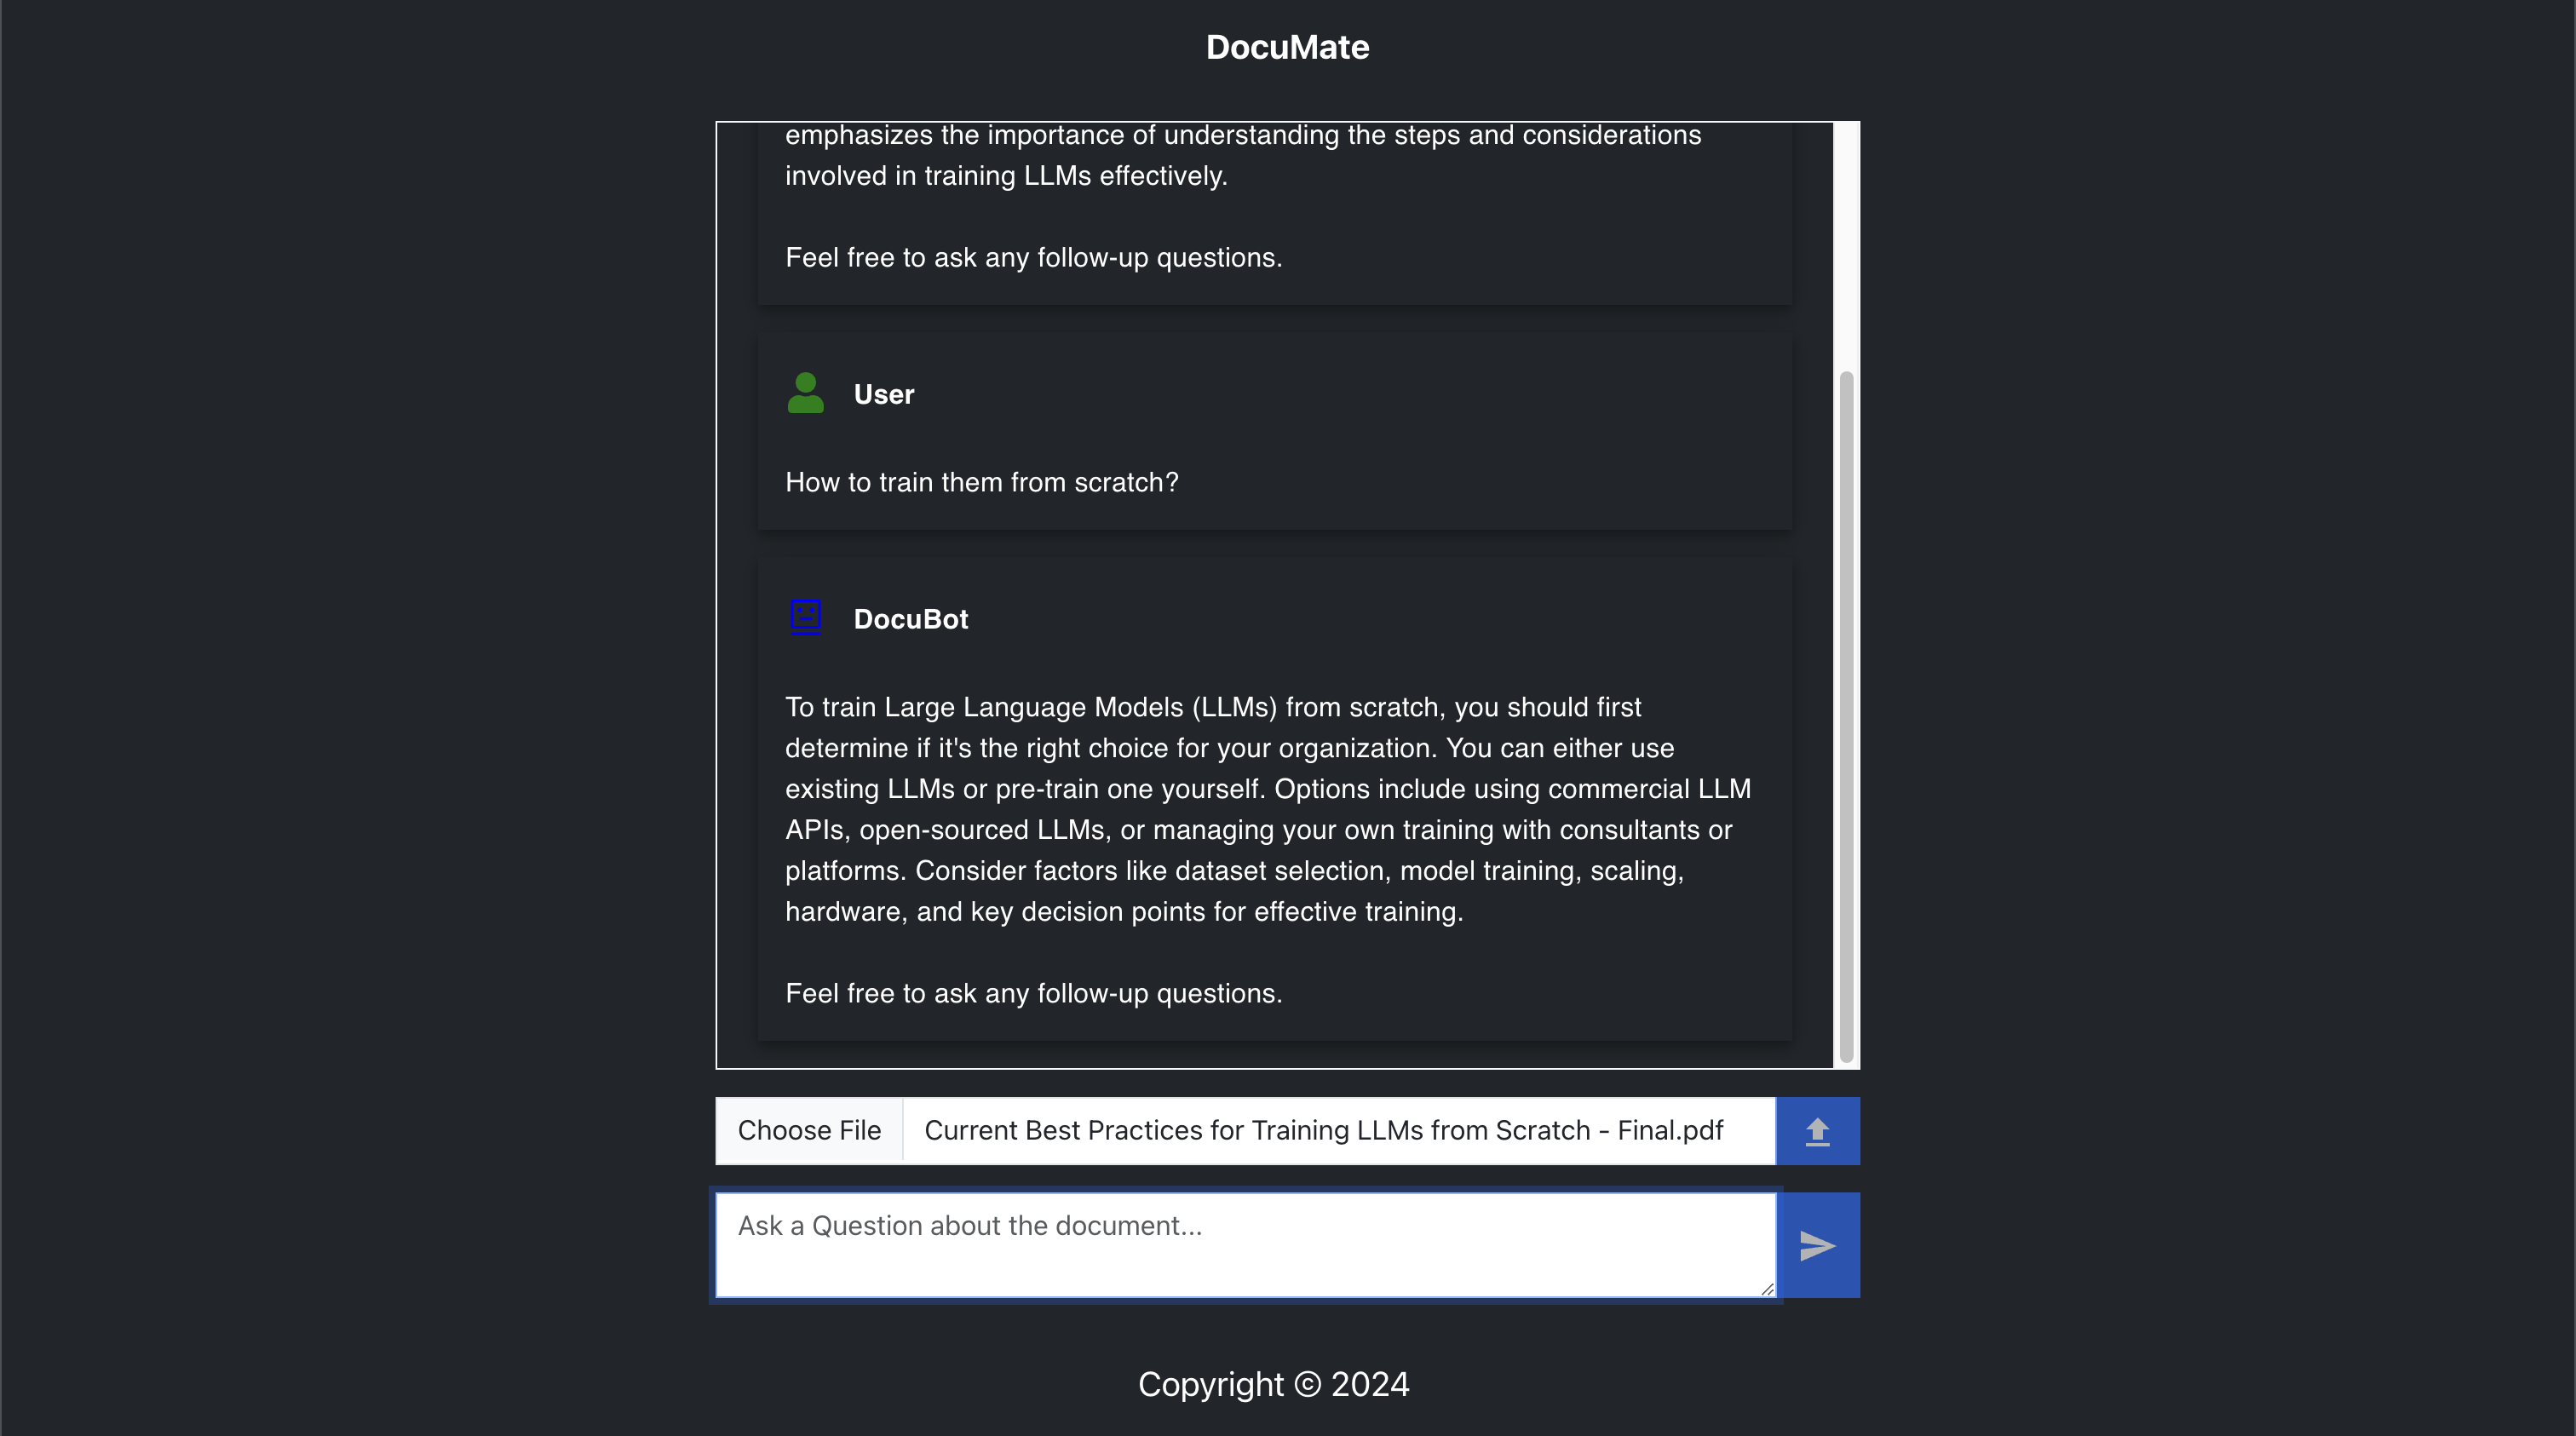 DocuMate
emphasizes the importance of understanding the steps and considerations
involved in training LLMs effectively.
Feel free to ask any follow-up questions.
User
How to train them from scratch?
DocuBot
To train Large Language Models (LLMs) from scratch, you should first
determine if it's the right choice for your organization. You can either use
existing LLMs or pre-train one yourself. Options include using commercial LLM
APIs, open-sourced LLMs, or managing your own training with consultants or
platforms. Consider factors like dataset selection, model training, scaling,
hardware, and key decision points for effective training.
Feel free to ask any follow-up questions.
Choose File Current Best Practices for Training LLMs from Scratch - Final.pdf
Ask a Question about the document...
Copyright © 2024